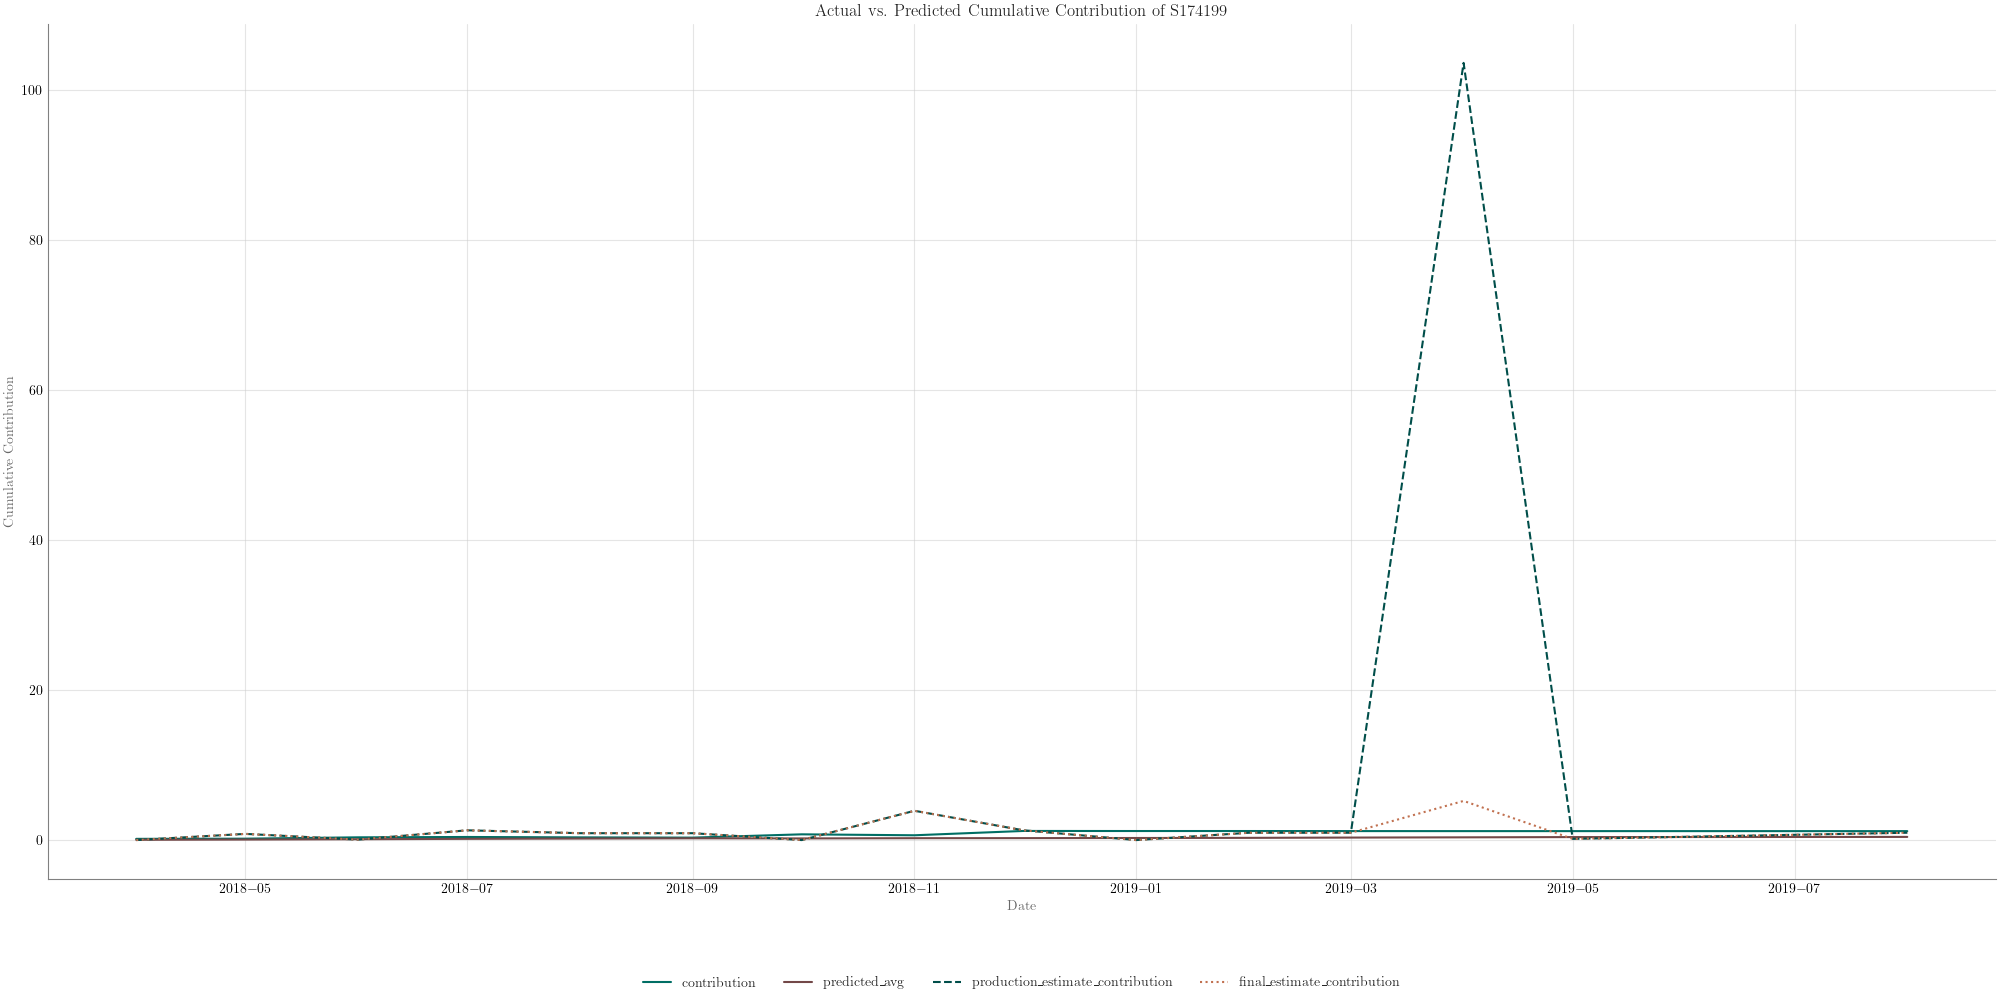 Actual vs. Predicted Cumulative Contribution of S174199
Cumulative Contribution
100
80
60
40
20
0
2018−05 2018−07 2018−09 2018−11 2019−01 2019−03 2019−05 2019−07
Date
contribution predicted_avg production_estimate_contribution final_estimate_contribution